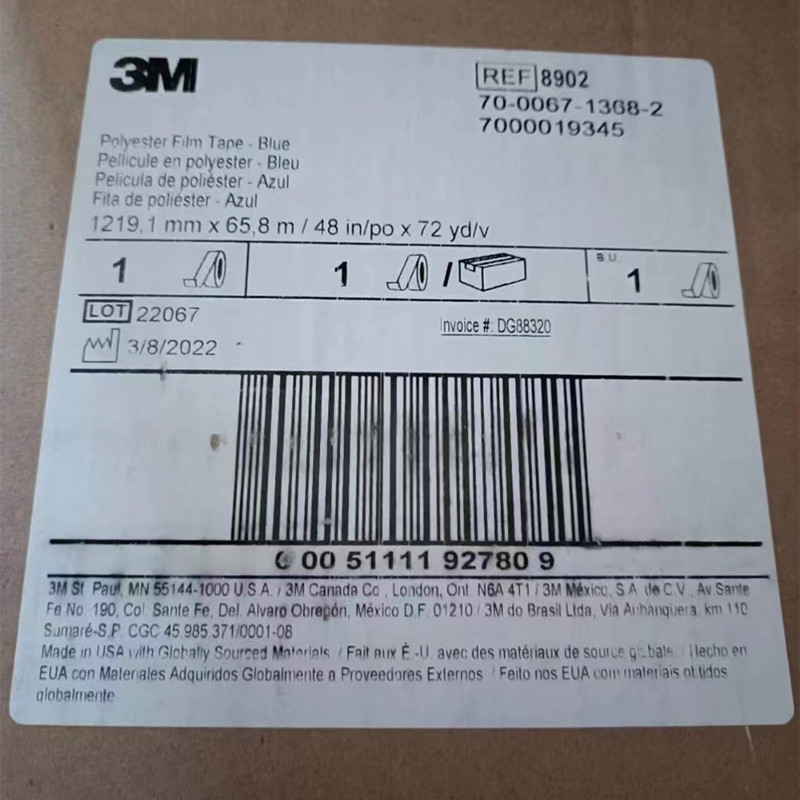 3M
REF 8902
70-0067-1368-2
7000019345
Polyester Film Tape - Blue
Pellicule en polyester - Bleu
Película de poliéster - Azul
Fita de poliéster - Azul
1219,1 mm x 65,8 m / 48 in/po x 72 yd/v
1 1 / B U 1
LOT 22067
Invoice #: DG88320
3/8/2022
00 51111 92780 9
3M St. Paul, MN 55144-1000 U.S.A. / 3M Canada Co., London, Ont. N6A 4T1 / 3M México, S.A. de C.V., Av Sante
Fe No. 190, Col. Sante Fe, Del. Alvaro Obregón, México D.F. 01210 / 3M do Brasil Ltda, Via Anhanquera, km 110
Sumaré-S.P. CGC 45.985.371/0001-08
Made in USA with Globally Sourced Materials. / Fait aux É.-U. avec des matériaux de source globale. / Hecho en
EUA con Materiales Adquiridos Globalmente a Proveedores Externos / Feito nos EUA com materiais obtidos
globalmente